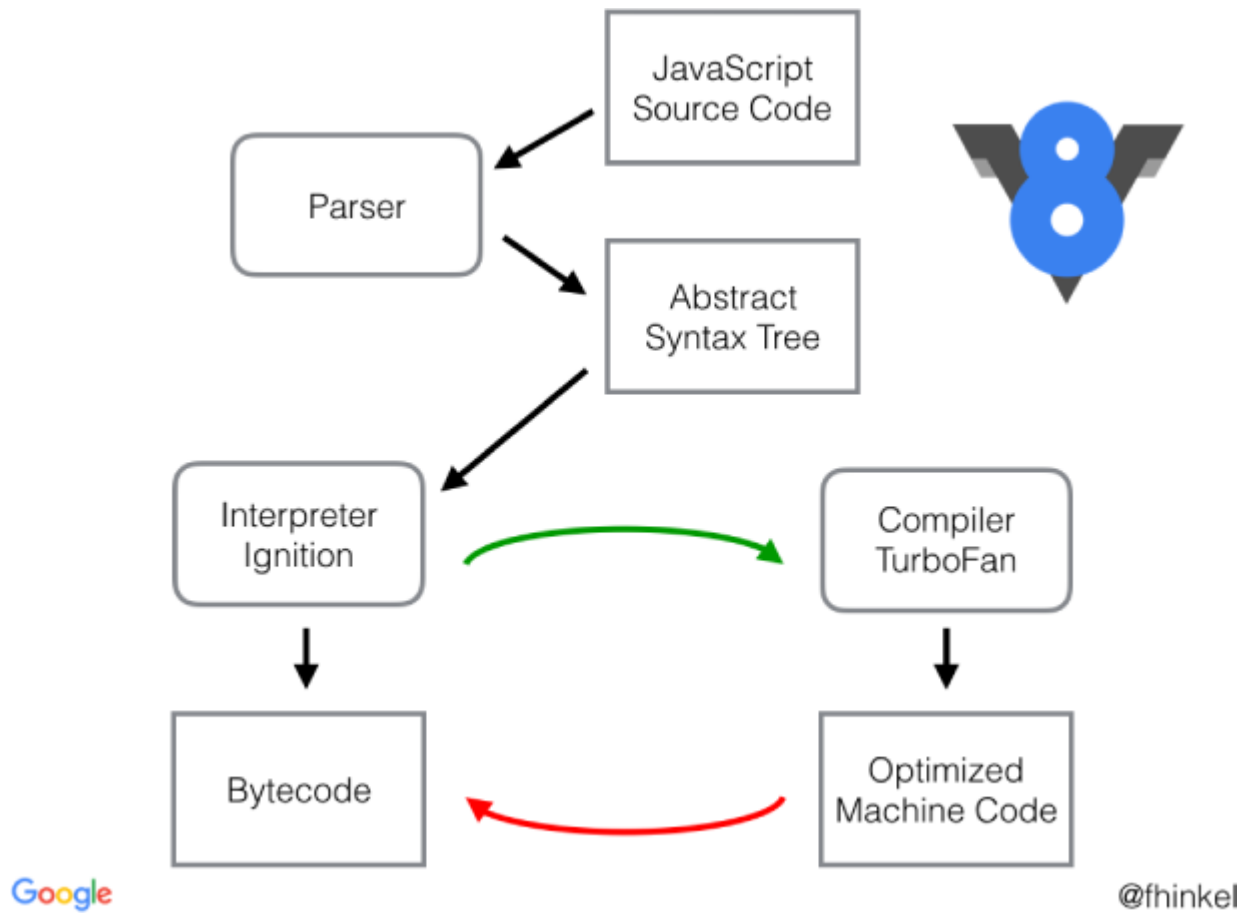 JavaScript
Source Code
Parser
Abstract
Syntax Tree
Interpreter
Ignition
Compiler
TurboFan
Bytecode
Optimized
Machine Code
Google
@fhinkel